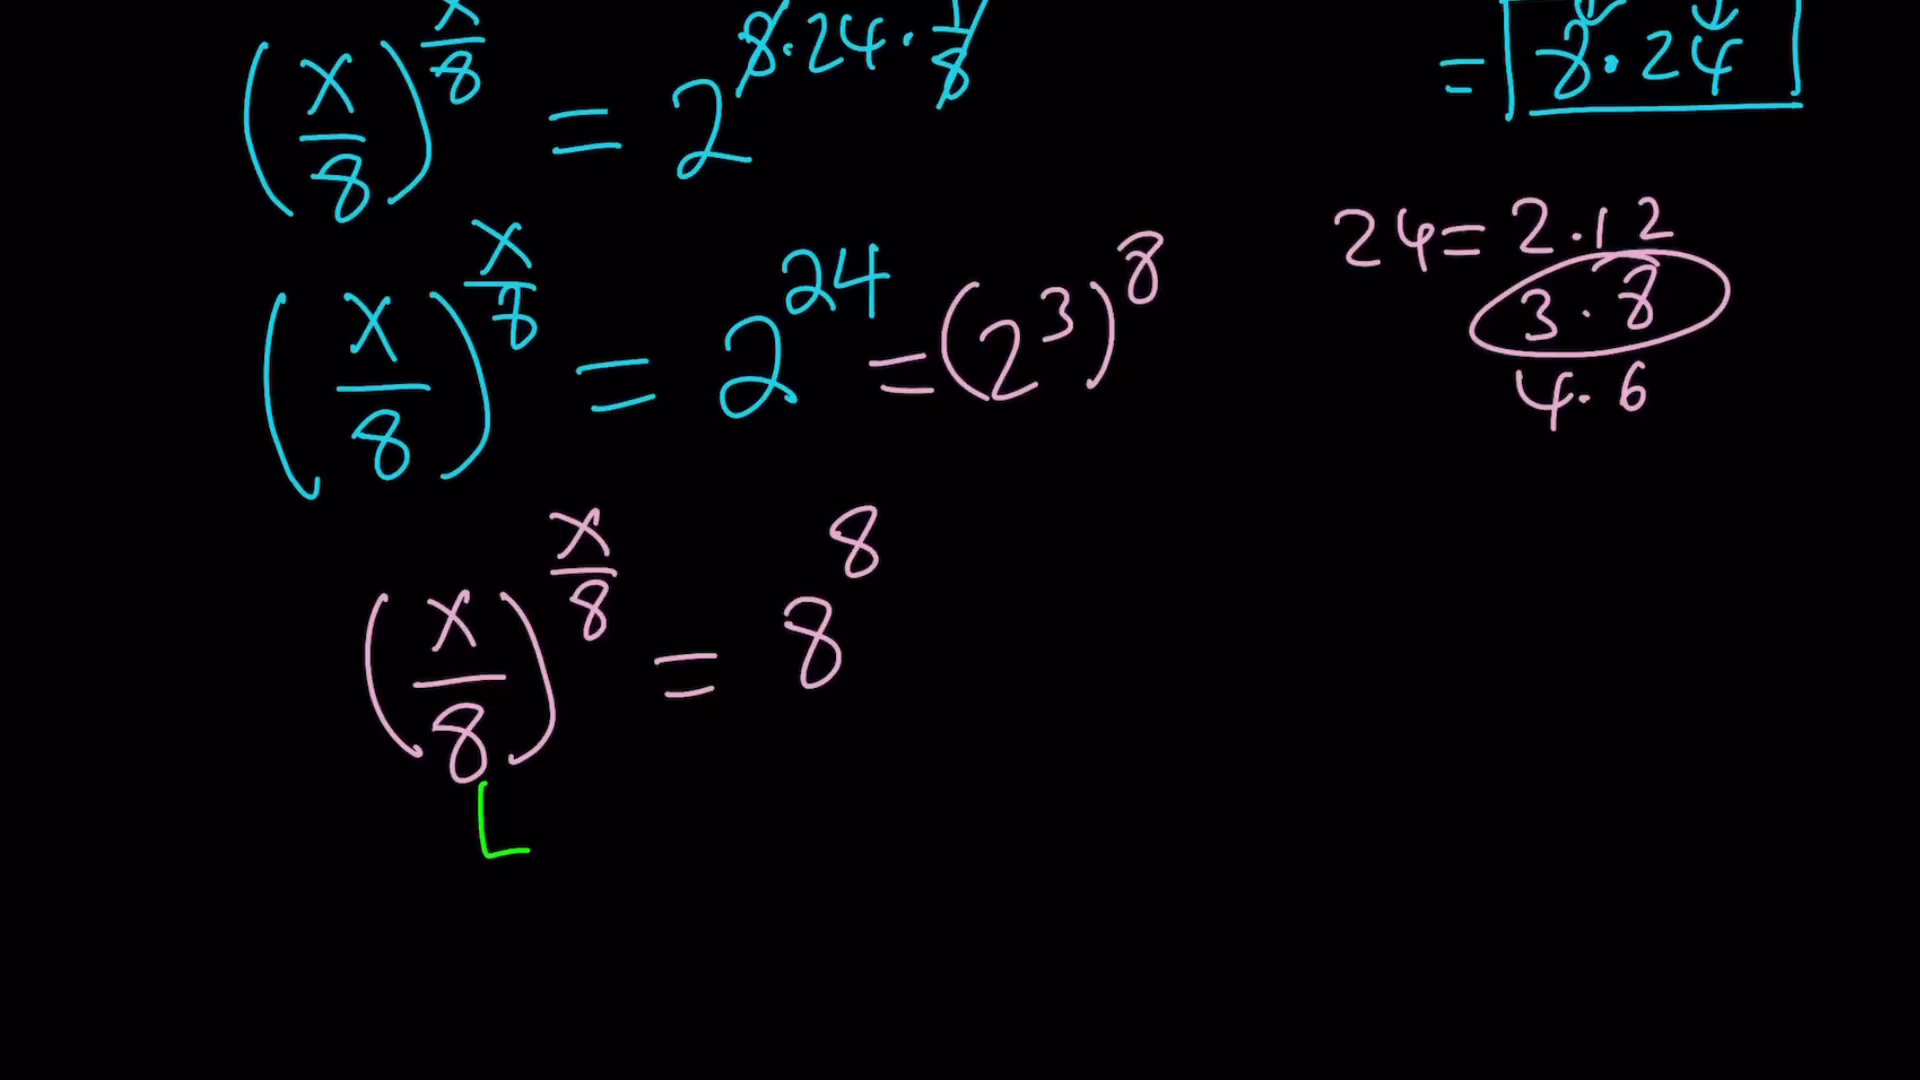 (x/8)^(x/8) = 2^(8·24·1/8)
= 8·24
24 = 2·12
3·8
4·6
(x/8)^(x/8) = 2^24 = (2^3)^8
(x/8)^(x/8) = 8^8